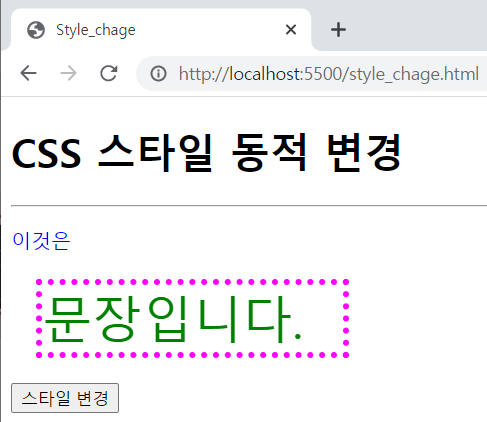 Style_chage
http://localhost:5500/style_chage.html
CSS 스타일 동적 변경
이것은
문장입니다.
스타일 변경